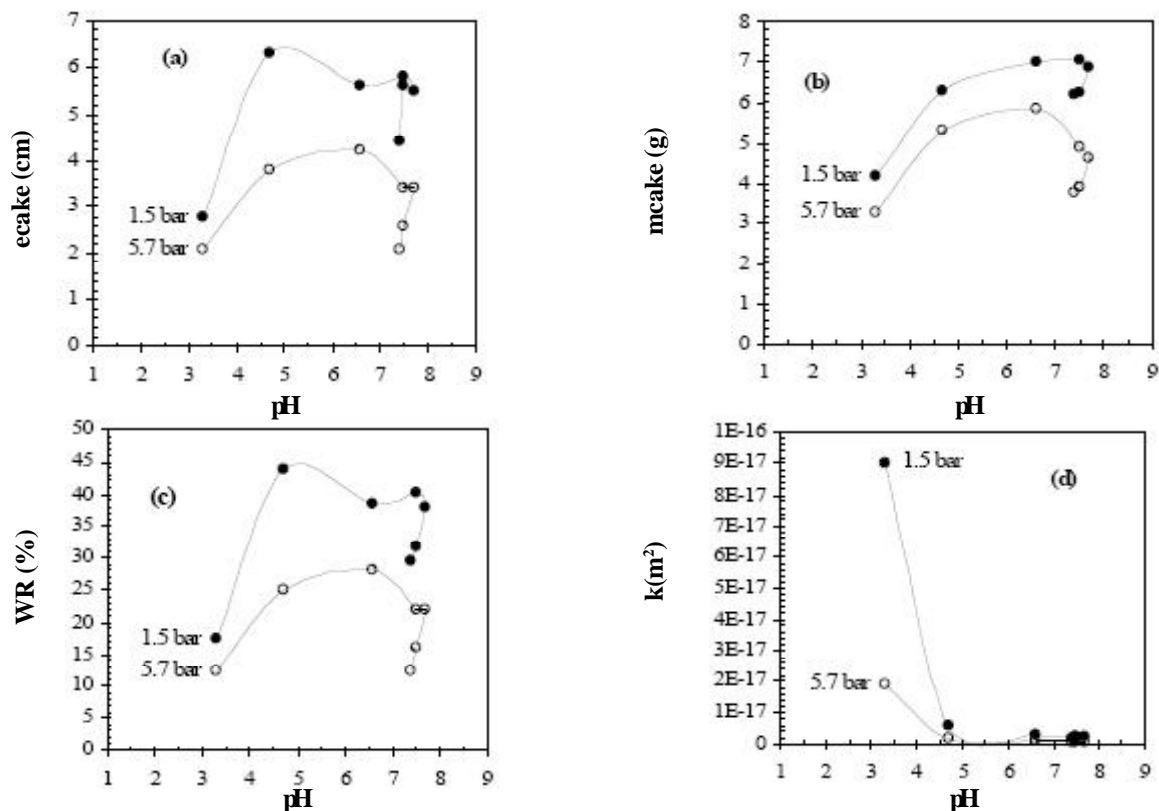 (a)
ecake (cm)
7
6
5
4
3
2
1
0
1.5 bar
5.7 bar
1 2 3 4 5 6 7 8 9
pH
(b)
mcake (g)
8
7
6
5
4
3
2
1
0
1.5 bar
5.7 bar
1 2 3 4 5 6 7 8 9
pH
(c)
WR (%)
50
45
40
35
30
25
20
15
10
5
0
1.5 bar
5.7 bar
1 2 3 4 5 6 7 8 9
pH
(d)
k(m²)
1E-16
9E-17
8E-17
7E-17
6E-17
5E-17
4E-17
3E-17
2E-17
1E-17
0
1.5 bar
5.7 bar
1 2 3 4 5 6 7 8 9
pH